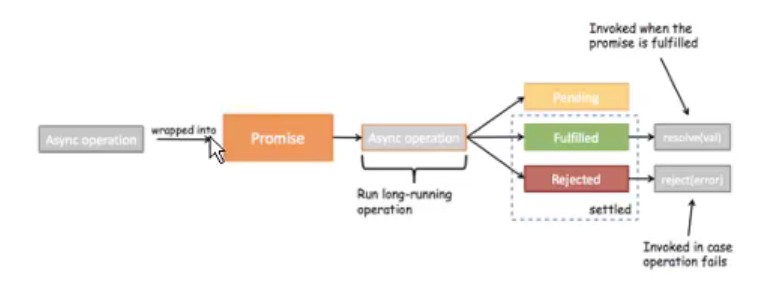 Invoked when the
promise is fulfilled
Async operation
wrapped into
Promise
Async operation
Pending
Fulfilled
Rejected
settled
resolve(val)
reject(error)
Run long-running
operation
Invoked in case
operation fails